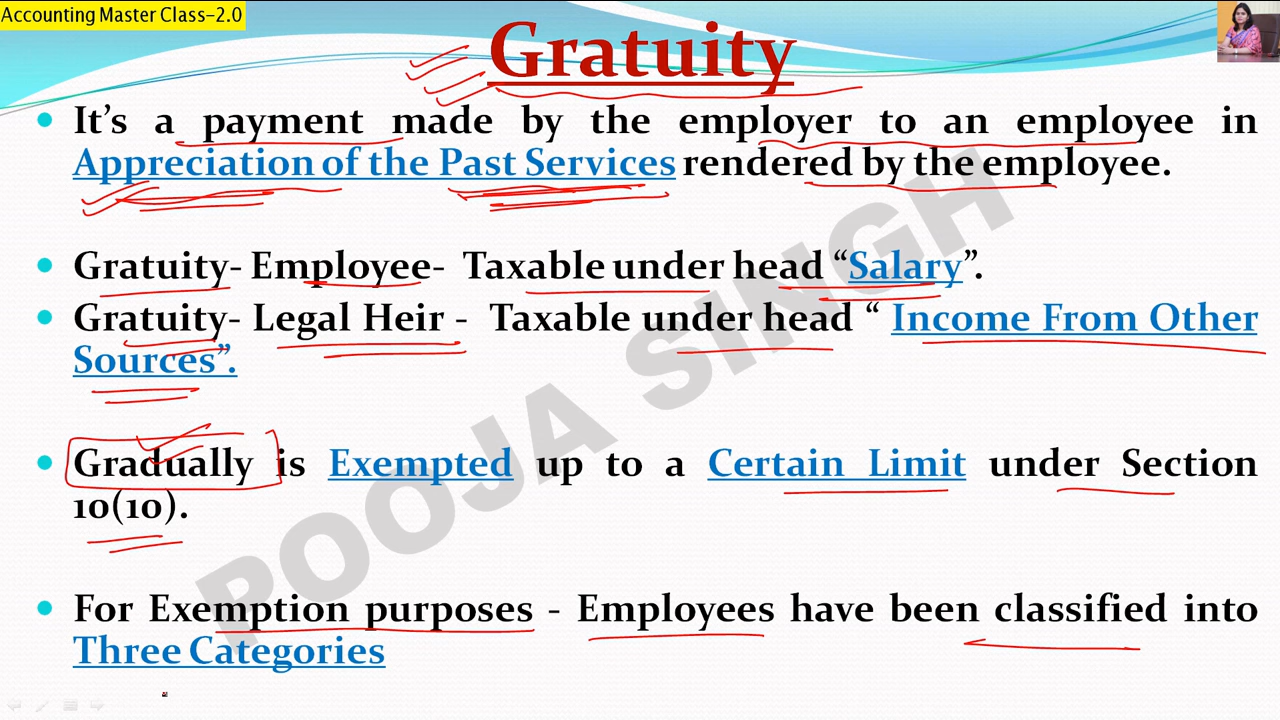 Accounting Master Class-2.0
Gratuity
• It's a payment made by the employer to an employee in
Appreciation of the Past Services rendered by the employee.
• Gratuity- Employee- Taxable under head “Salary”.
• Gratuity- Legal Heir - Taxable under head “ Income From Other
Sources”.
• Gradually is Exempted up to a Certain Limit under Section
10(10).
• For Exemption purposes - Employees have been classified into
Three Categories
POOJA SINGH